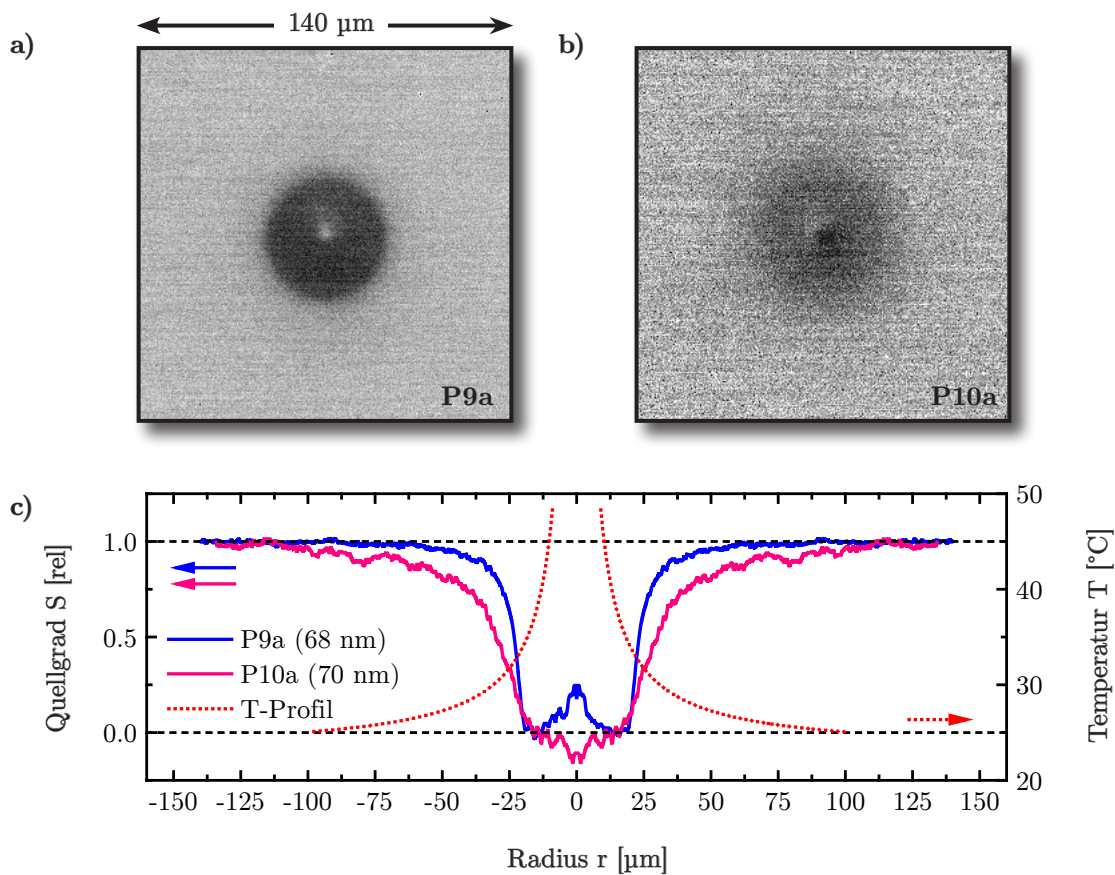 140 µm
a)
b)
P9a
P10a
c)
Quellgrad S [rel]
1.0
0.5
0.0
P9a (68 nm)
P10a (70 nm)
T-Profil
50
40
30
20
Temperatur T [°C]
-150 -125 -100 -75 -50 -25 0 25 50 75 100 125 150
Radius r [µm]